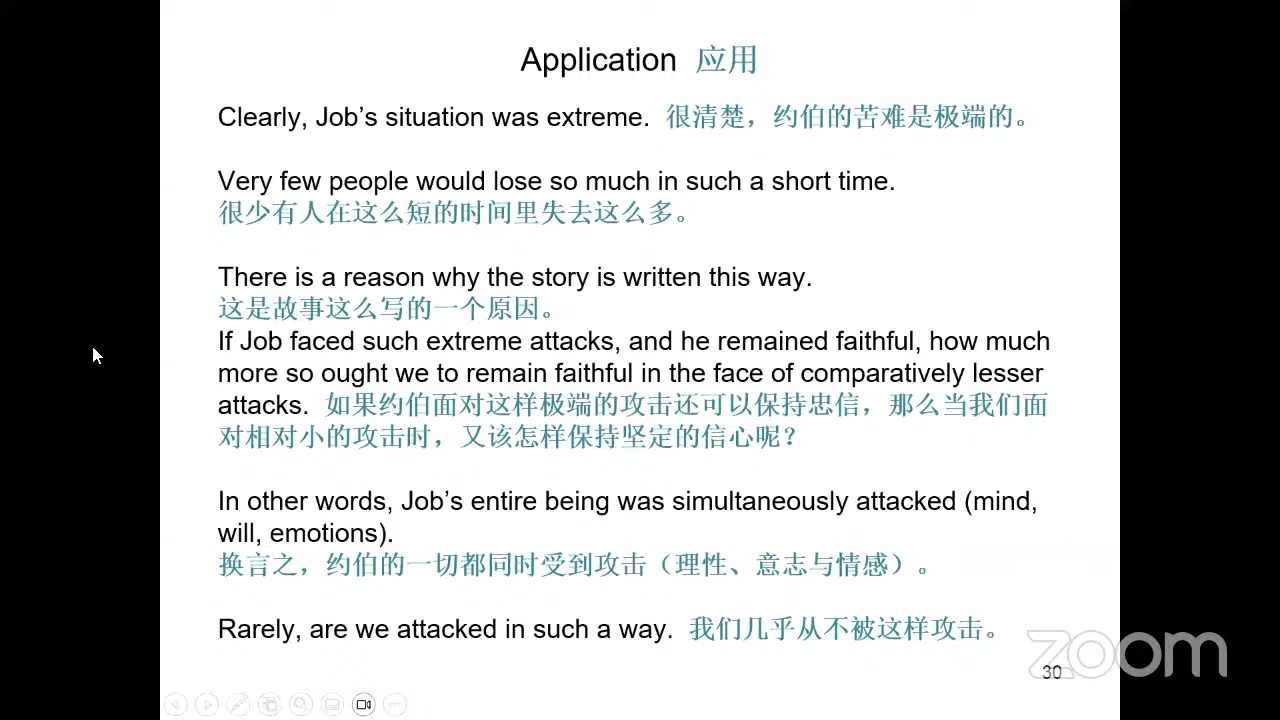 Application 应用
Clearly, Job’s situation was extreme. 很清楚，约伯的苦难是极端的。
Very few people would lose so much in such a short time.
很少有人在这么短的时间里失去这么多。
There is a reason why the story is written this way.
这是故事这么写的一个原因。
If Job faced such extreme attacks, and he remained faithful, how much
more so ought we to remain faithful in the face of comparatively lesser
attacks. 如果约伯面对这样极端的攻击还可以保持忠信，那么当我们面
对相对小的攻击时，又该怎样保持坚定的信心呢？
In other words, Job’s entire being was simultaneously attacked (mind,
will, emotions).
换言之，约伯的一切都同时受到攻击（理性、意志与情感）。
Rarely, are we attacked in such a way. 我们几乎从不被这样攻击。
zoom
30